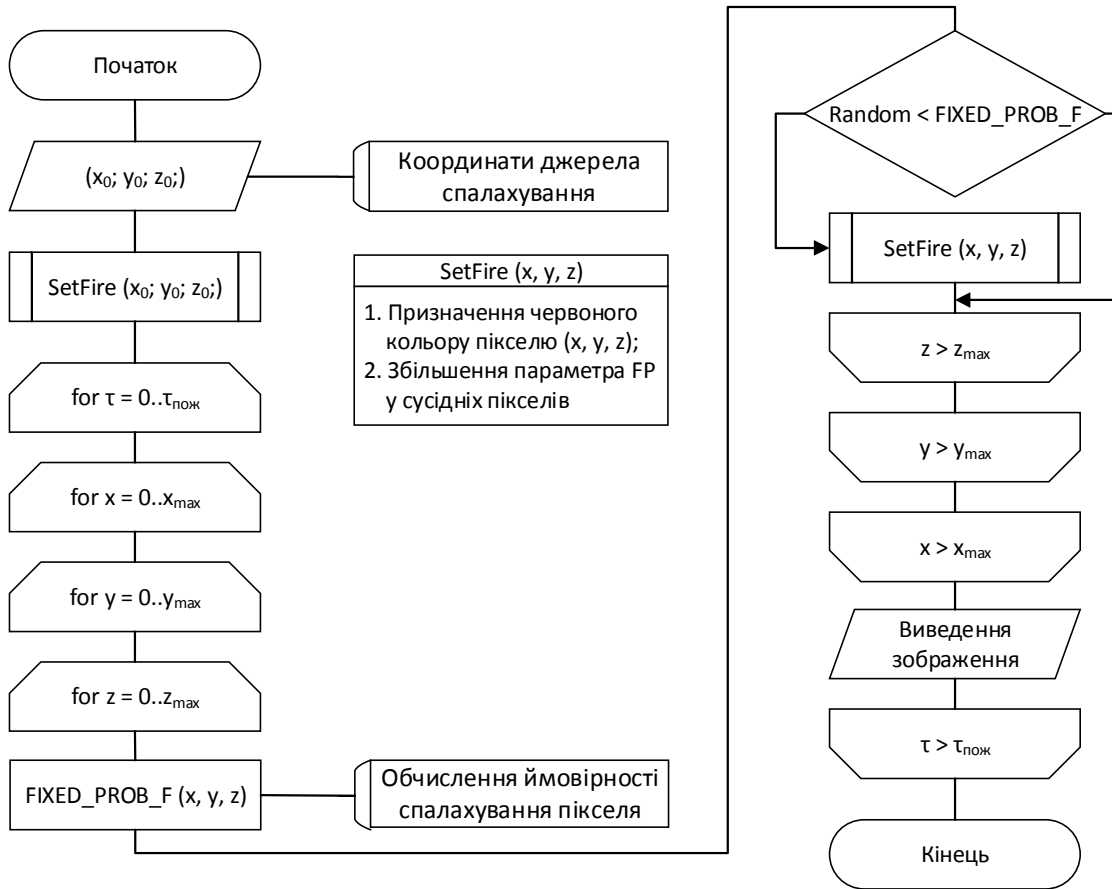 Початок
(x₀; y₀; z₀;)
Координати джерела
спалахування
SetFire (x₀; y₀; z₀;)
SetFire (x, y, z)
1. Призначення червоного
кольору пікселю (x, y, z);
2. Збільшення параметра FP
у сусідніх пікселів
for τ = 0..τпож
for x = 0..xmax
for y = 0..ymax
for z = 0..zmax
FIXED_PROB_F (x, y, z)
Обчислення ймовірності
спалахування пікселя
Random < FIXED_PROB_F
SetFire (x, y, z)
z > zmax
y > ymax
x > xmax
Виведення
зображення
τ > τпож
Кінець